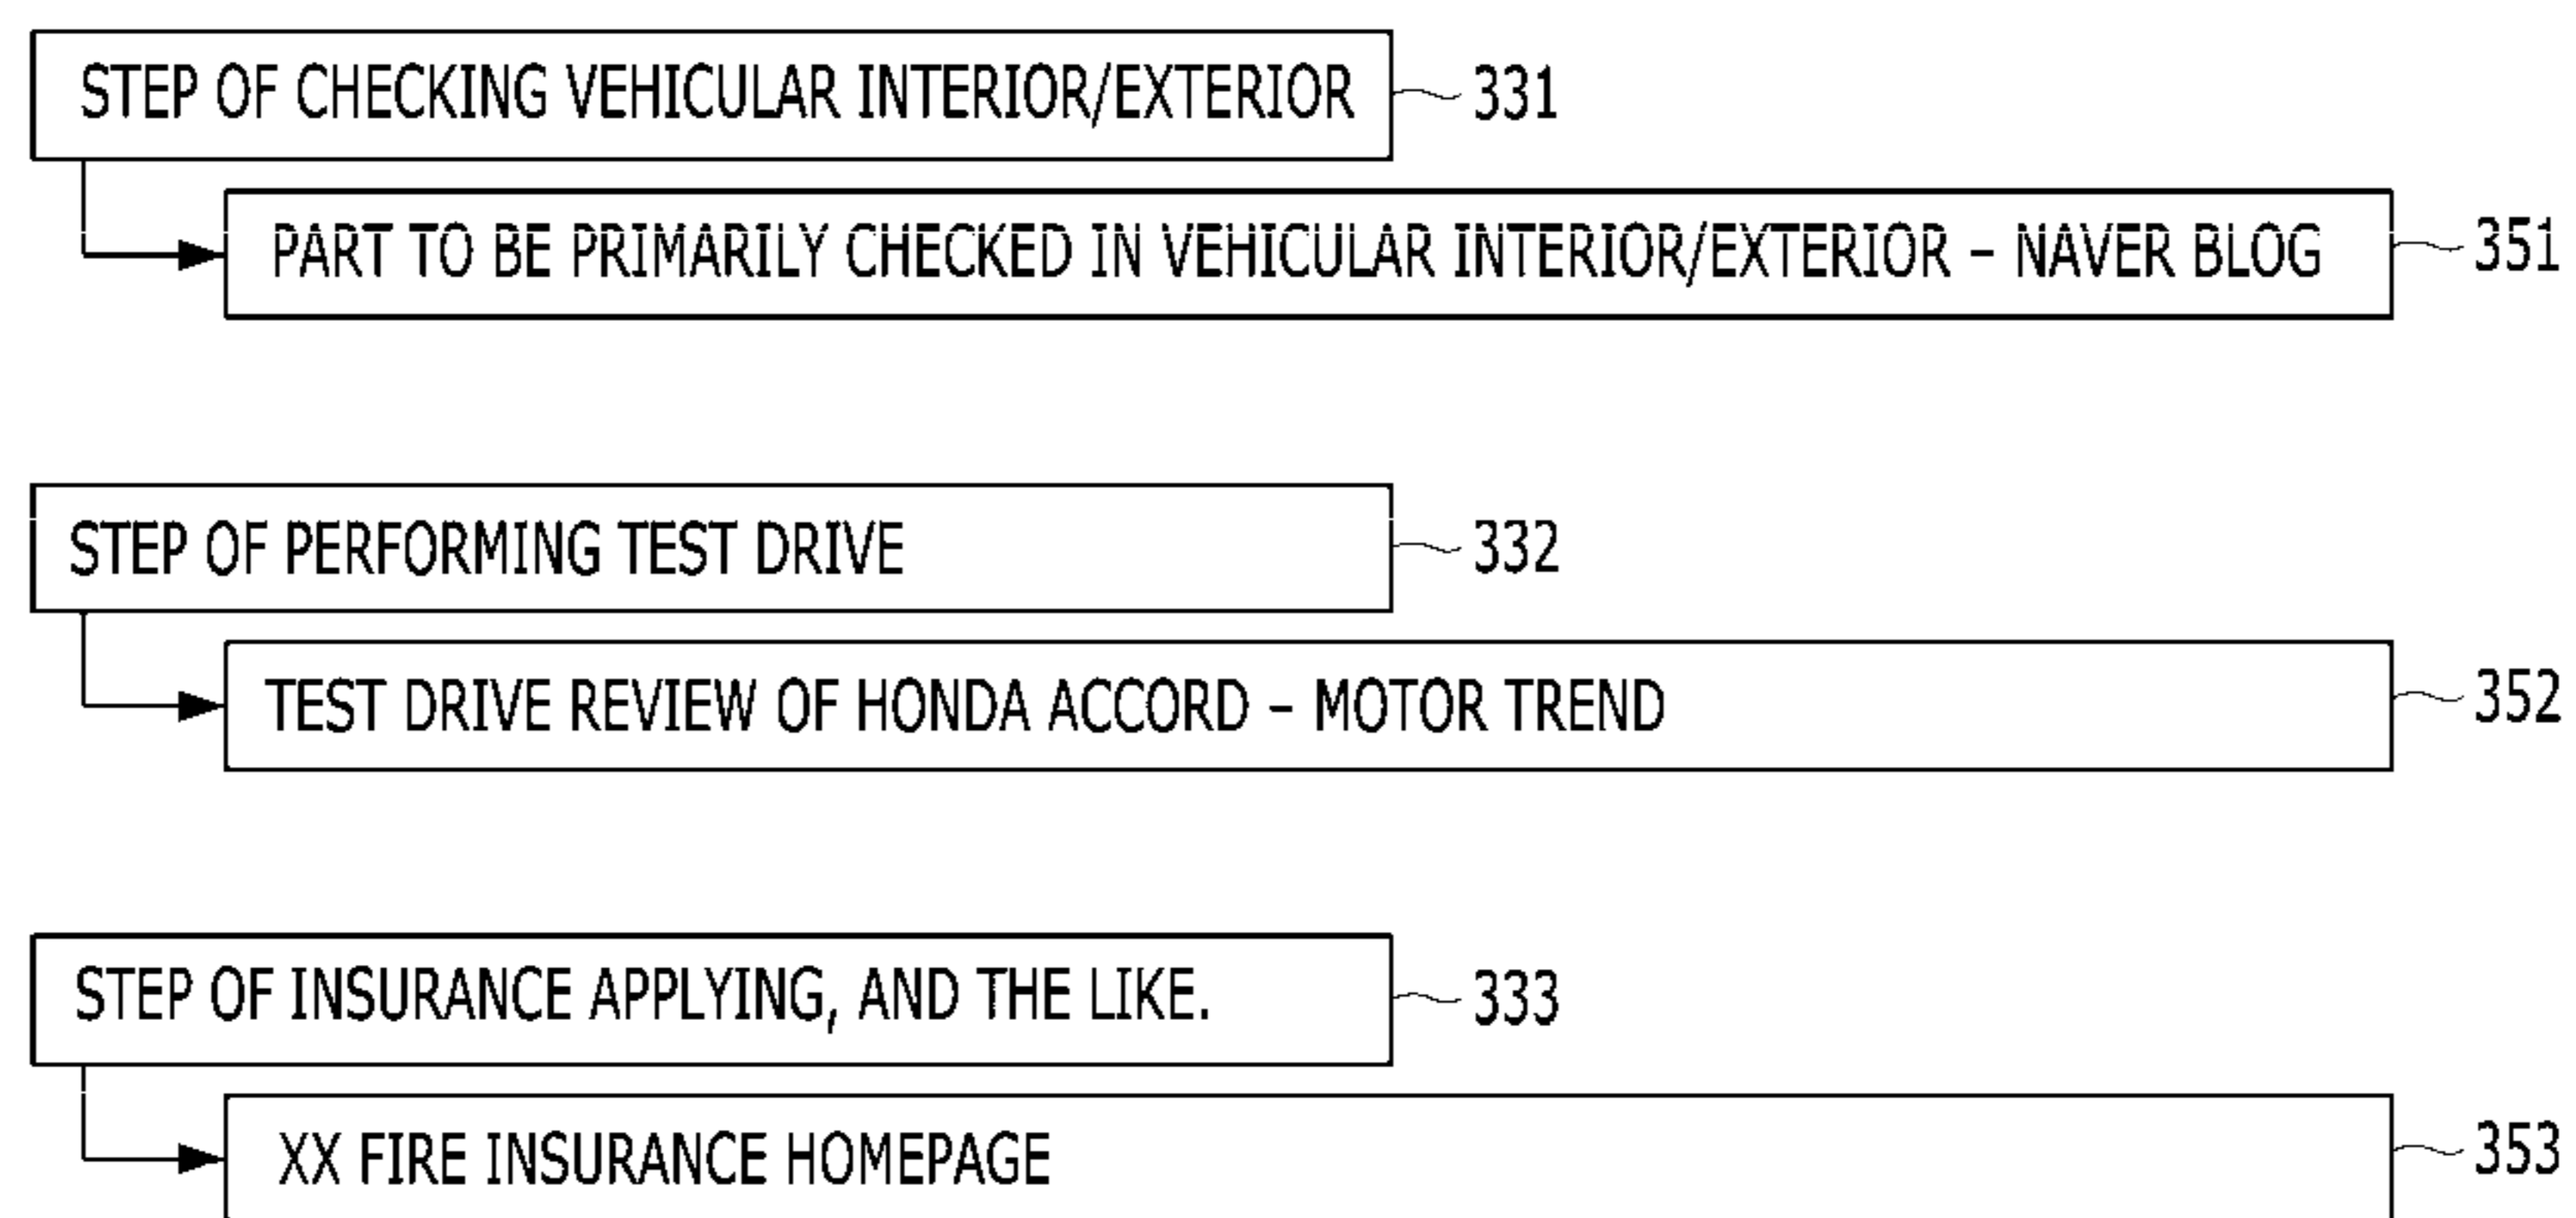 STEP OF CHECKING VEHICULAR INTERIOR/EXTERIOR
331
PART TO BE PRIMARILY CHECKED IN VEHICULAR INTERIOR/EXTERIOR – NAVER BLOG
351
STEP OF PERFORMING TEST DRIVE
332
TEST DRIVE REVIEW OF HONDA ACCORD – MOTOR TREND
352
STEP OF INSURANCE APPLYING, AND THE LIKE.
333
XX FIRE INSURANCE HOMEPAGE
353